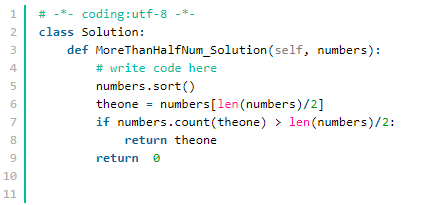 1 # -*- coding:utf-8 -*-
2 class Solution:
3     def MoreThanHalfNum_Solution(self, numbers):
4         # write code here
5         numbers.sort()
6         theone = numbers[len(numbers)/2]
7         if numbers.count(theone) > len(numbers)/2:
8             return theone
9         return  0
10
11